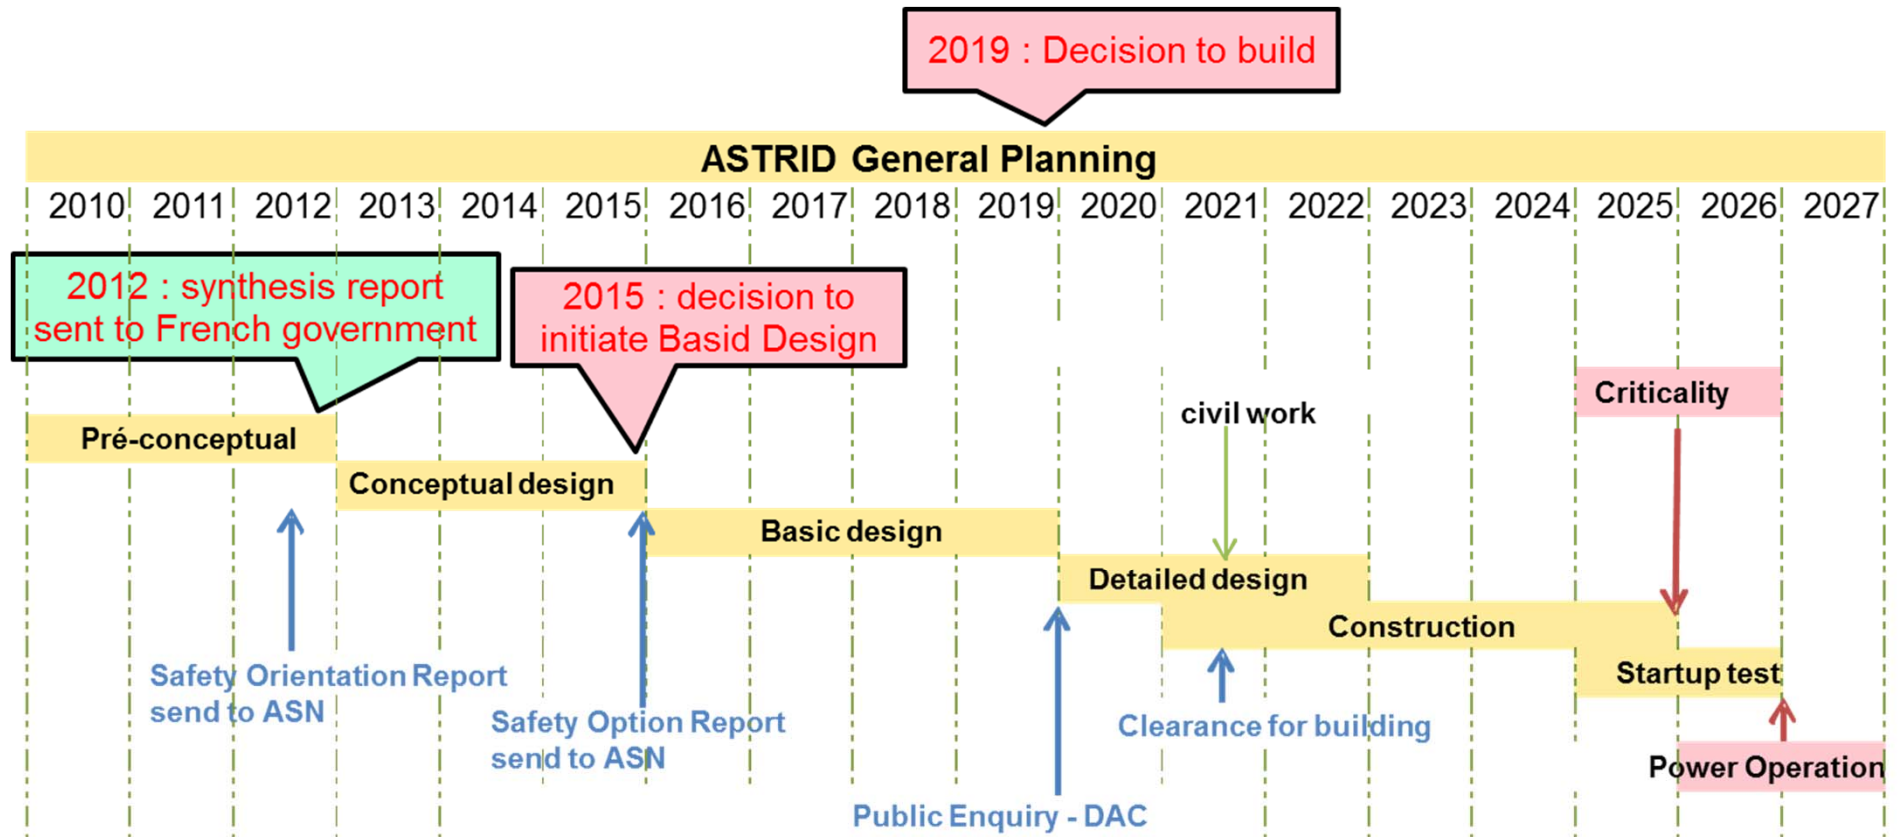 2019 : Decision to build
ASTRID General Planning
2010 2011 2012 2013 2014 2015 2016 2017 2018 2019 2020 2021 2022 2023 2024 2025 2026 2027
2012 : synthesis report
sent to French government
2015 : decision to
initiate Basid Design
Criticality
civil work
Pré-conceptual
Conceptual design
Basic design
Detailed design
Construction
Startup test
Safety Orientation Report
send to ASN
Safety Option Report
send to ASN
Clearance for building
Power Operation
Public Enquiry - DAC